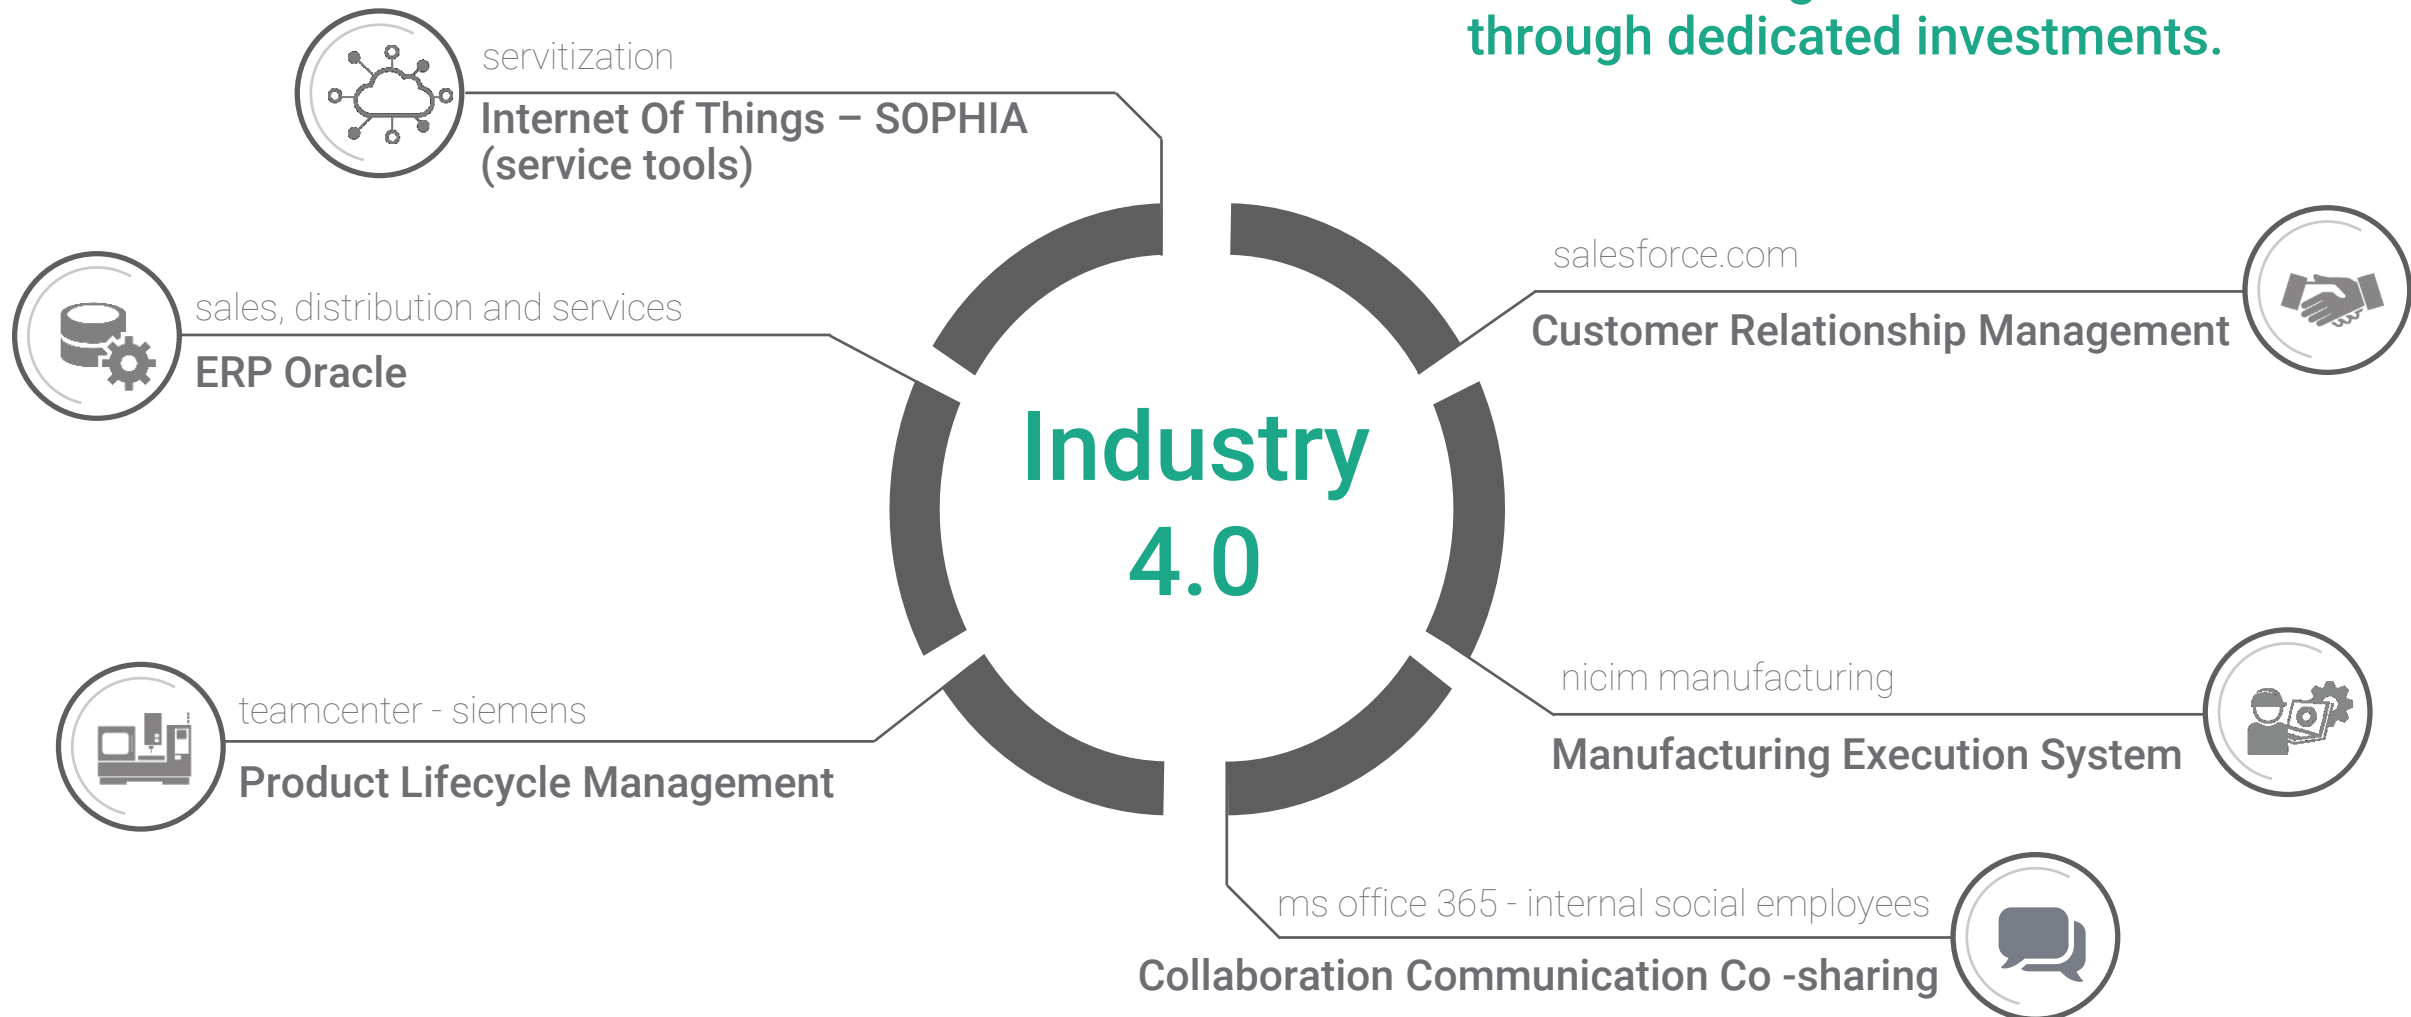 through dedicated investments.
servitization
Internet Of Things – SOPHIA
(service tools)
sales, distribution and services
ERP Oracle
teamcenter - siemens
Product Lifecycle Management
Industry
4.0
salesforce.com
Customer Relationship Management
nicim manufacturing
Manufacturing Execution System
ms office 365 - internal social employees
Collaboration Communication Co -sharing